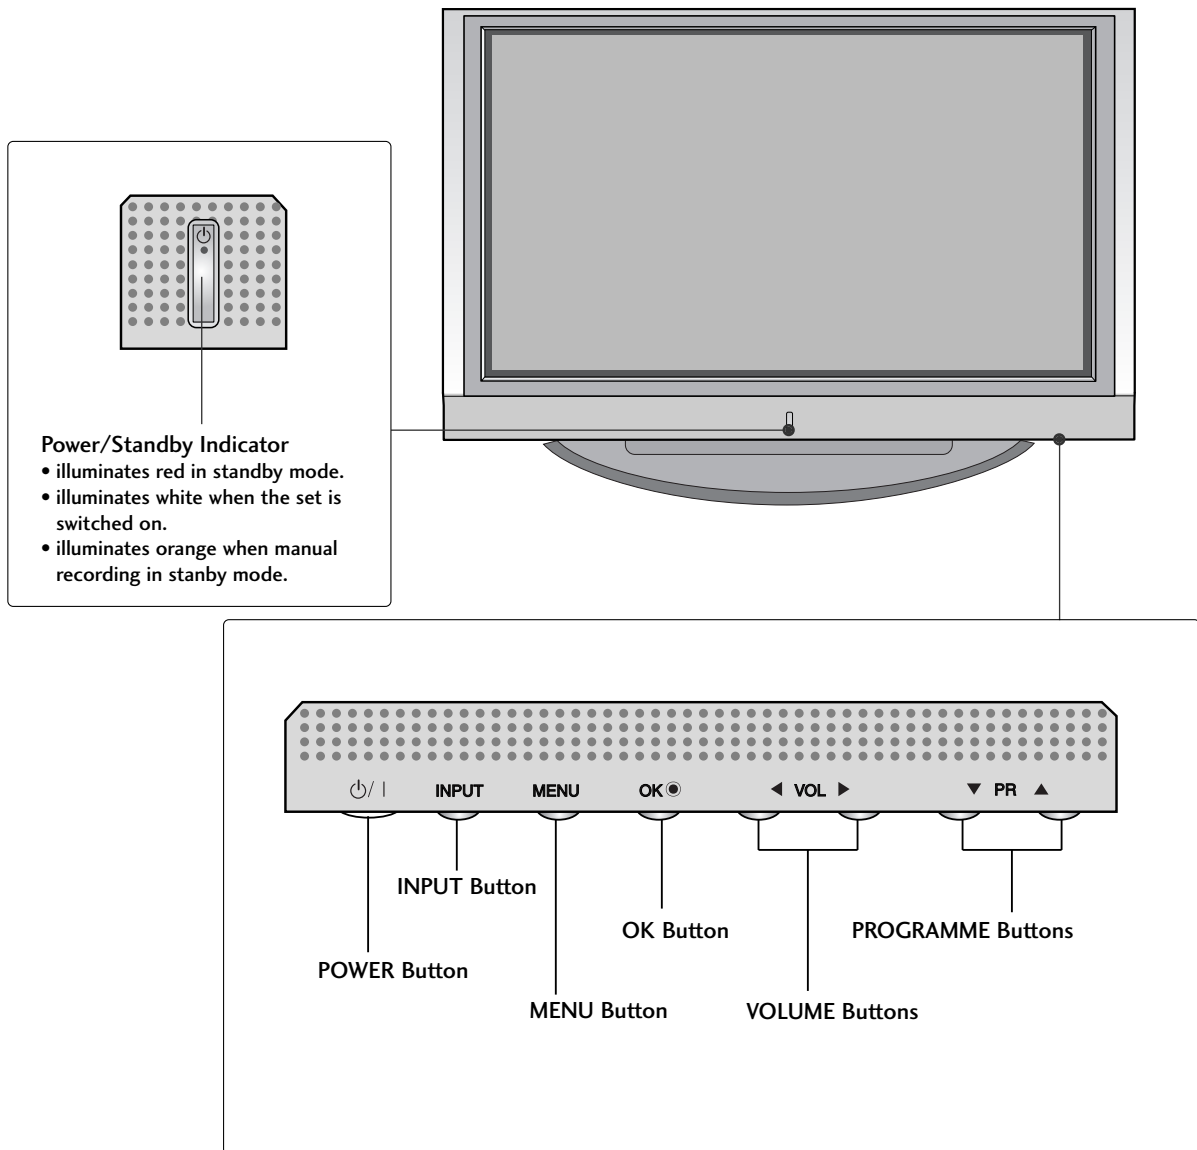 Power/Standby Indicator
• illuminates red in standby mode.
• illuminates white when the set is
switched on.
• illuminates orange when manual
recording in stanby mode.
⏻/ I
INPUT
MENU
OK◉
◀ VOL ▶
▼ PR ▲
INPUT Button
OK Button
PROGRAMME Buttons
POWER Button
MENU Button
VOLUME Buttons